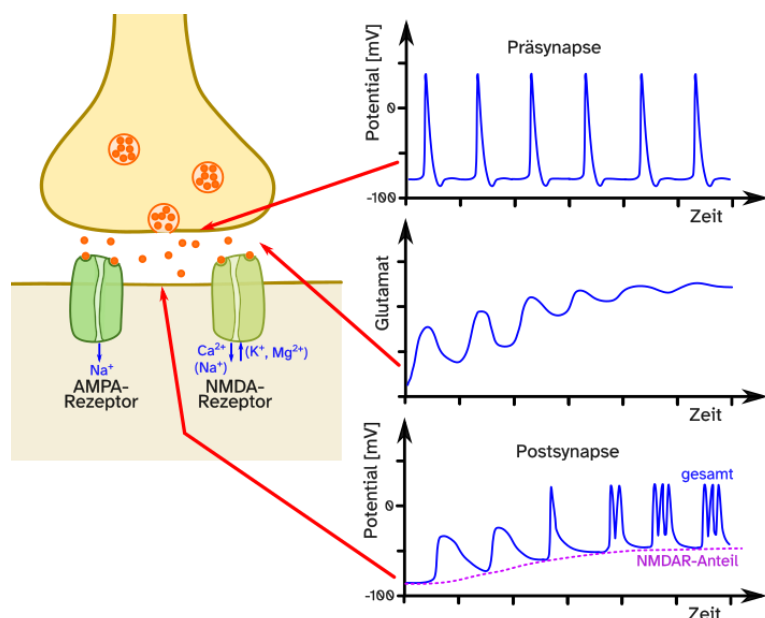 Präsynapse
Potential [mV]
0
-100
Zeit
Glutamat
Zeit
Ca²⁺
(K⁺, Mg²⁺)
Na⁺
(Na⁺)
AMPA-
Rezeptor
NMDA-
Rezeptor
Postsynapse
Potential [mV]
gesamt
0
NMDAR-Anteil
-100
Zeit